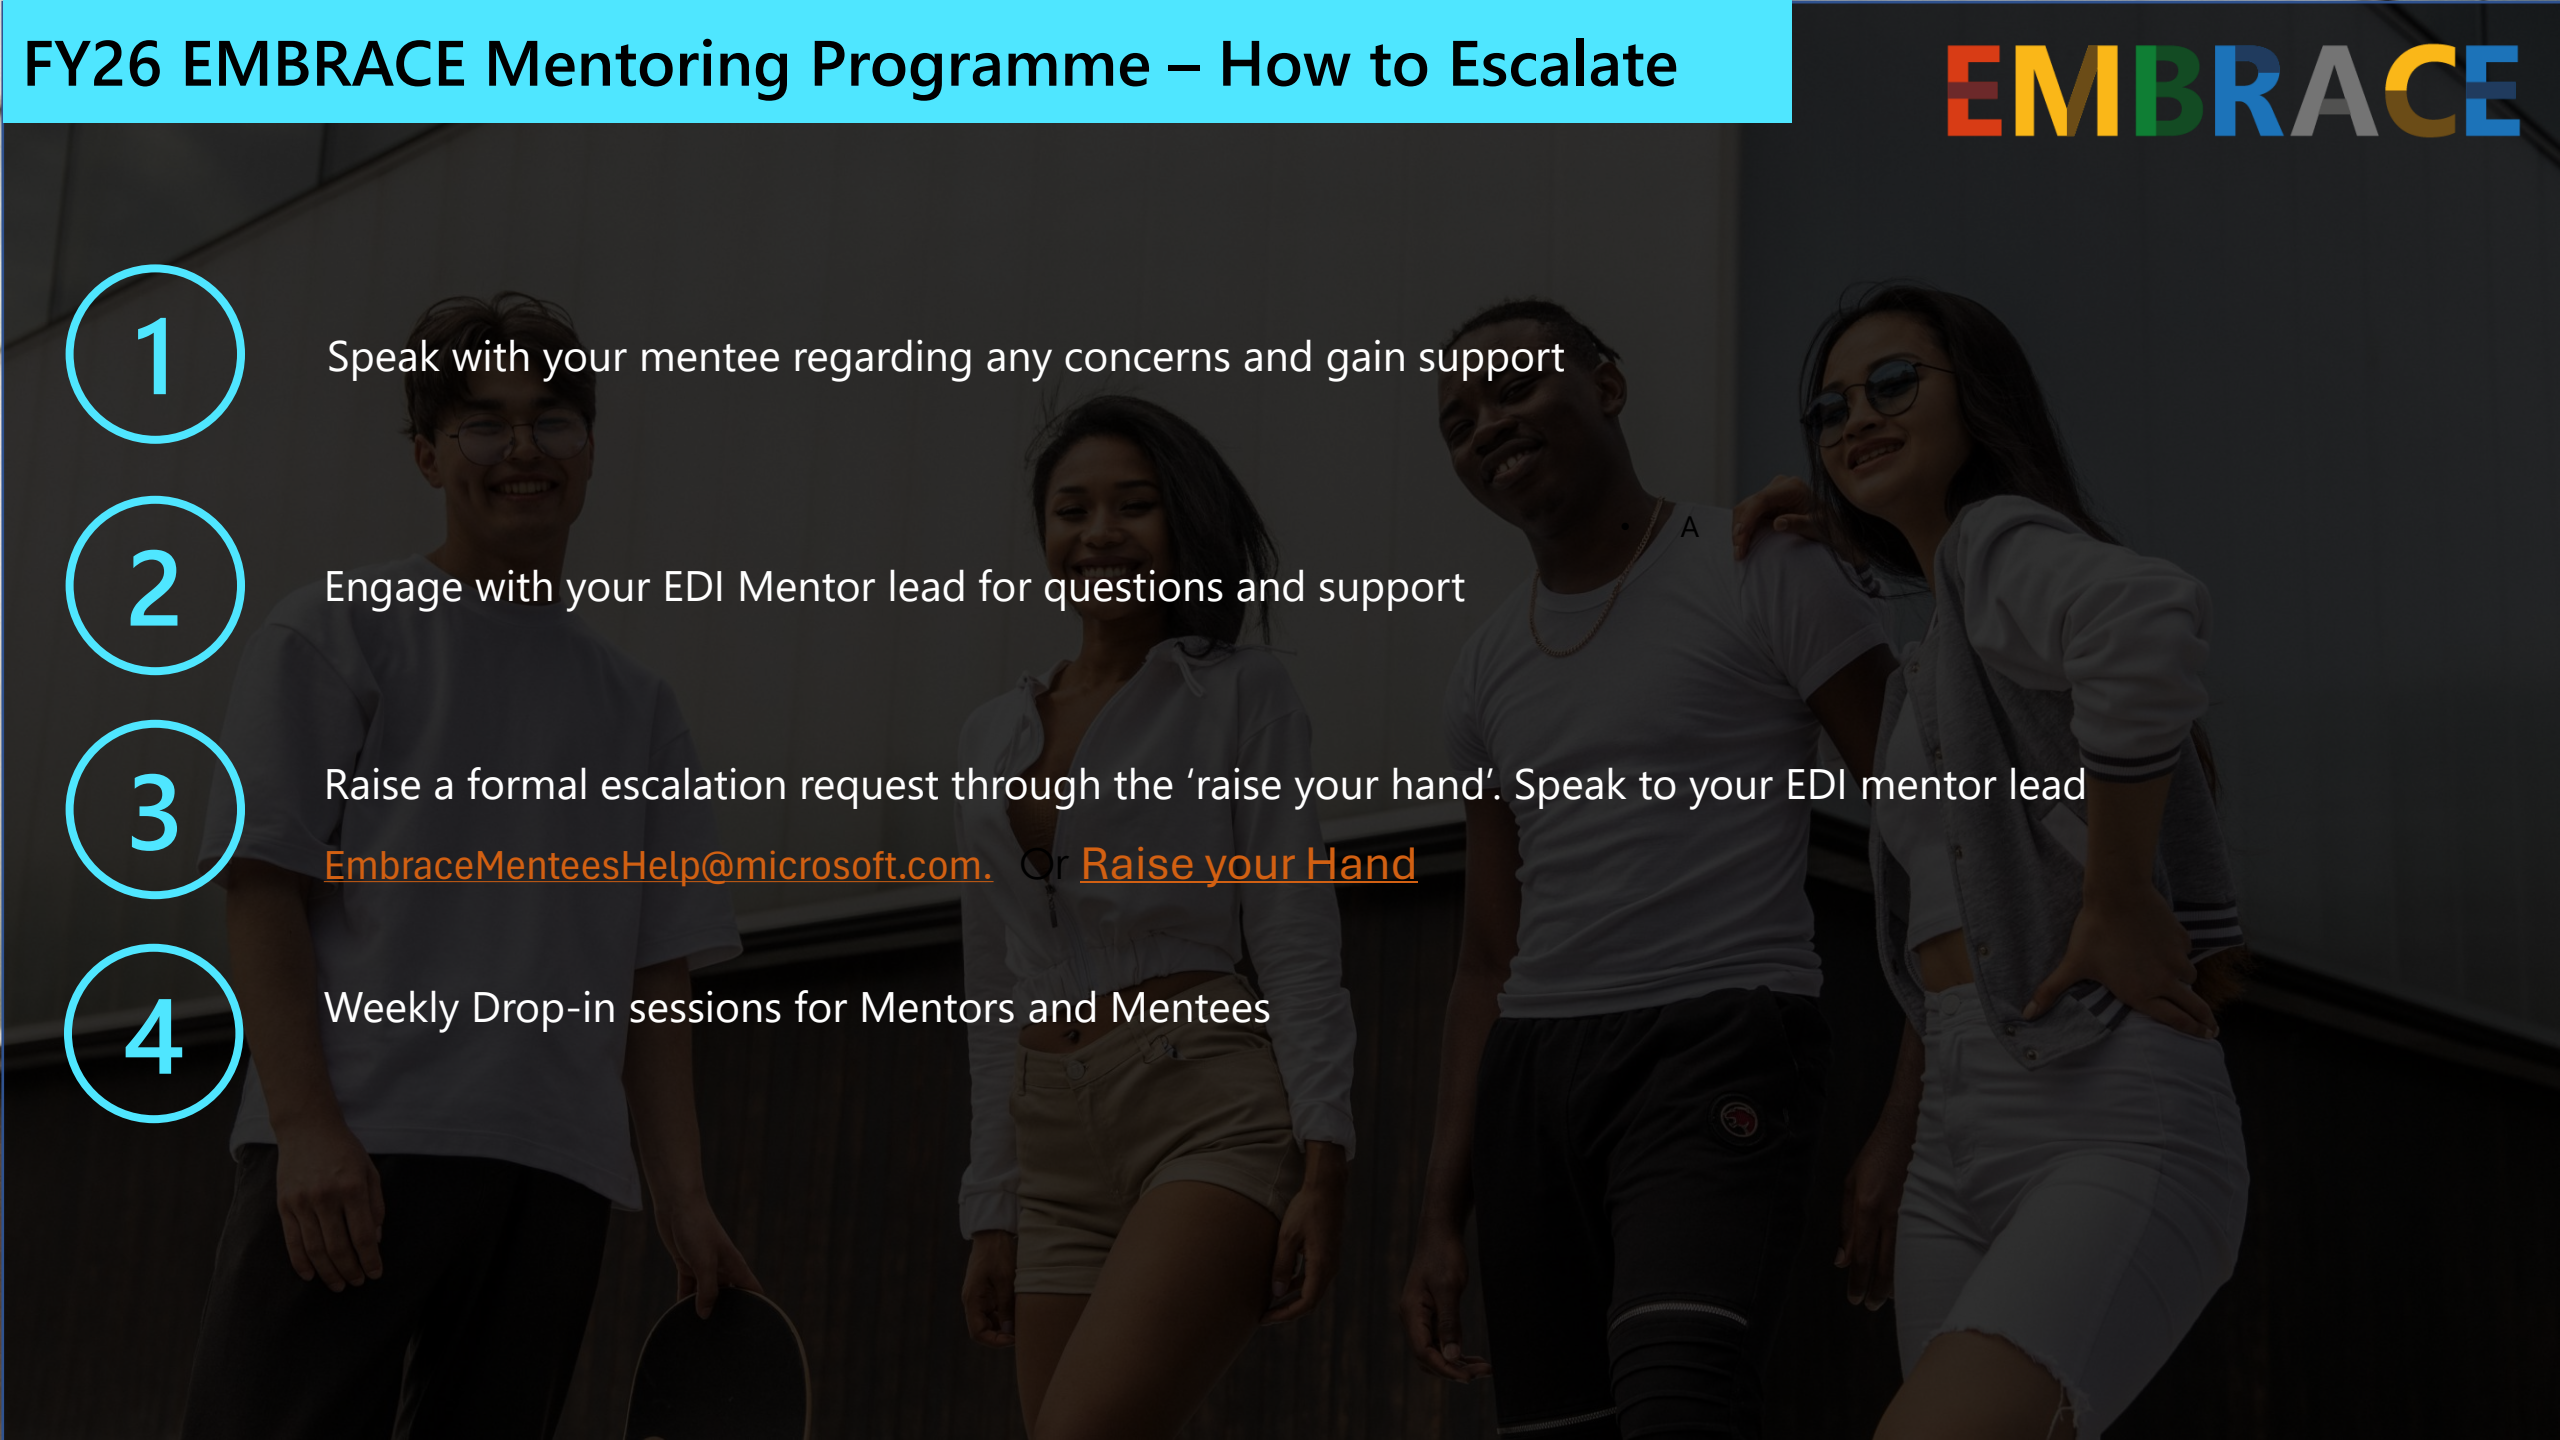 FY26 EMBRACE Mentoring Programme – How to Escalate
EMBRACE
1
Speak with your mentee regarding any concerns and gain support
• A
2
Engage with your EDI Mentor lead for questions and support
3
Raise a formal escalation request through the ‘raise your hand’. Speak to your EDI mentor lead
EmbraceMenteesHelp@microsoft.com. Or Raise your Hand
4
Weekly Drop-in sessions for Mentors and Mentees